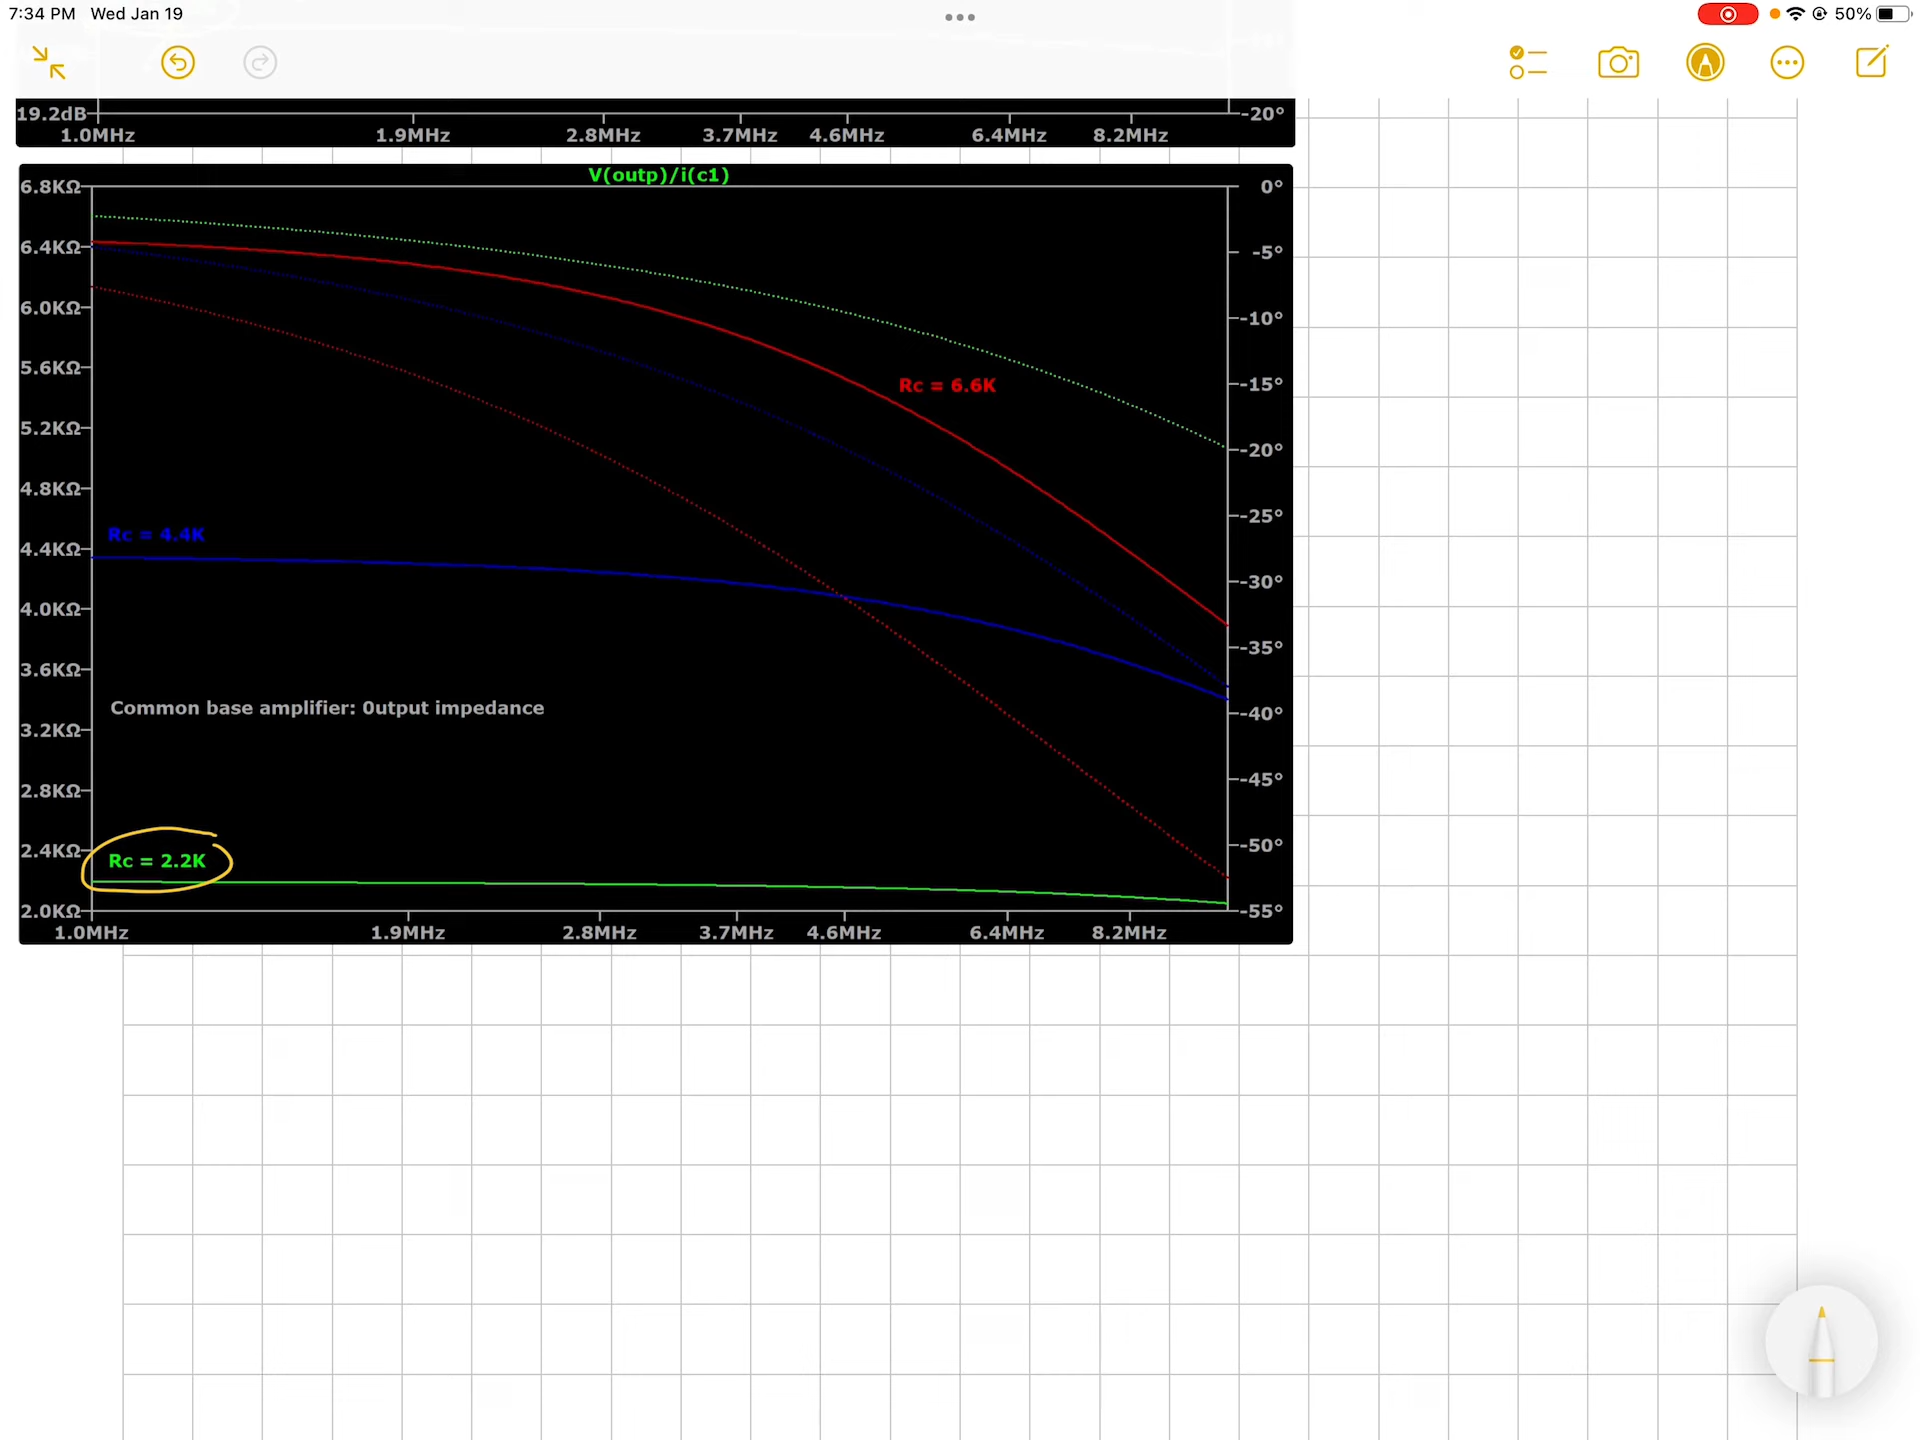 7:34 PM Wed Jan 19
50%
19.2dB
-20°
1.0MHz 1.9MHz 2.8MHz 3.7MHz 4.6MHz 6.4MHz 8.2MHz
V(outp)/i(c1)
6.8KΩ
0°
6.4KΩ
-5°
6.0KΩ
-10°
5.6KΩ
-15°
Rc = 6.6K
5.2KΩ
-20°
4.8KΩ
-25°
Rc = 4.4K
4.4KΩ
-30°
4.0KΩ
-35°
3.6KΩ
Common base amplifier: 0utput impedance
-40°
3.2KΩ
-45°
2.8KΩ
-50°
2.4KΩ
Rc = 2.2K
2.0KΩ
-55°
1.0MHz 1.9MHz 2.8MHz 3.7MHz 4.6MHz 6.4MHz 8.2MHz